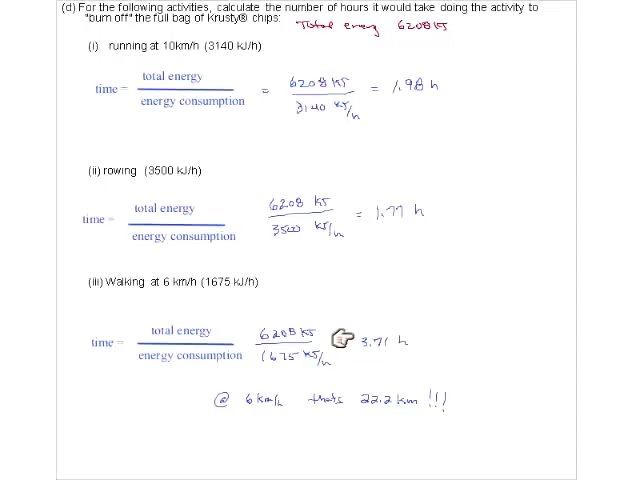 (d) For the following activities, calculate the number of hours it would take doing the activity to
"burn off" the full bag of Krusty® chips: Total energ 6208 KJ
(i) running at 10km/h (3140 kJ/h)
time = total energy / energy consumption = 6208 KJ / 3140 KJ/h = 1.98 h
(ii) rowing (3500 kJ/h)
time = total energy / energy consumption 6208 KJ / 3500 KJ/h = 1.77 h
(iii) Walking at 6 km/h (1675 kJ/h)
time = total energy / energy consumption 6208 KJ / 1675 KJ/h 3.71 h
@ 6 km/h thats 22.2 km !!!